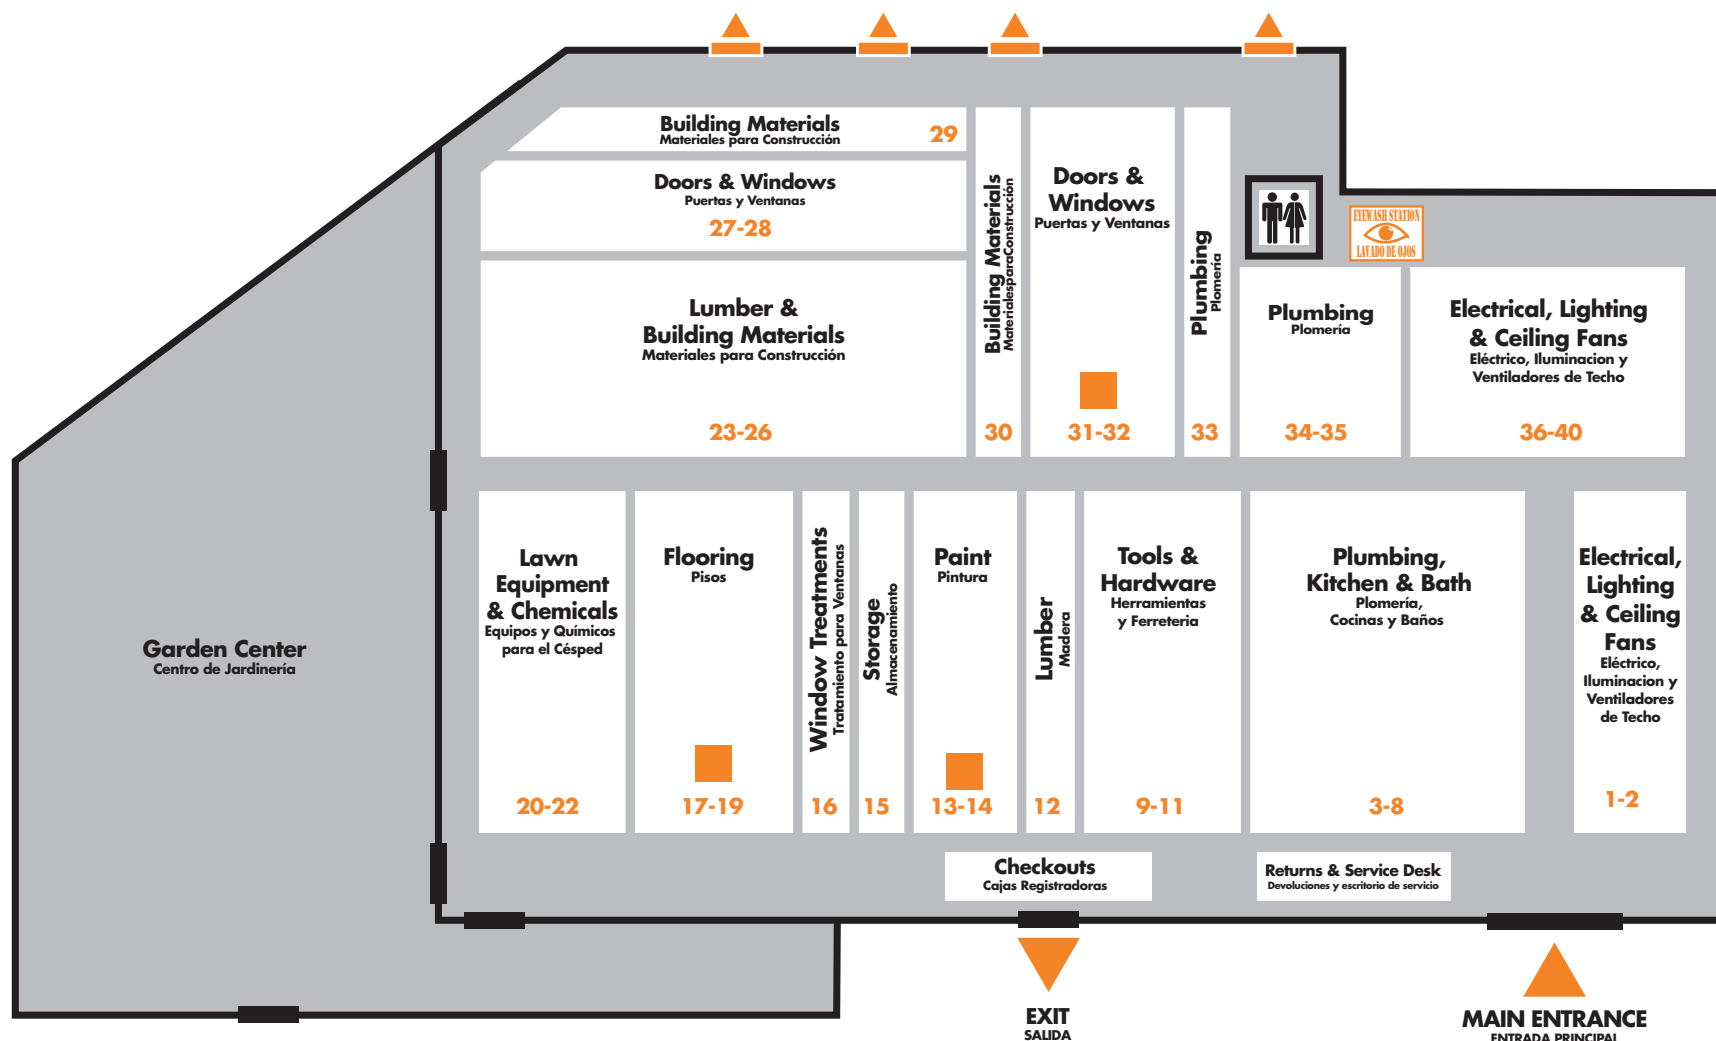 Building Materials
Materiales para Construcción
29
Doors & Windows
Puertas y Ventanas
27-28
Lumber &
Building Materials
Materiales para Construcción
23-26
Building Materials
MaterialesparaConstrucción
30
Doors &
Windows
Puertas y Ventanas
31-32
Plumbing
Plomería
33
EYEWASH STATION
LAVADO DE OJOS
Plumbing
Plomería
34-35
Electrical, Lighting
& Ceiling Fans
Eléctrico, Iluminacion y
Ventiladores de Techo
36-40
Garden Center
Centro de Jardinería
Lawn
Equipment
& Chemicals
Equipos y Químicos
para el Césped
20-22
Flooring
Pisos
17-19
Window Treatments
Tratamiento para Ventanas
16
Storage
Almacenamiento
15
Paint
Pintura
13-14
Lumber
Madera
12
Tools &
Hardware
Herramientas
y Ferreteria
9-11
Plumbing,
Kitchen & Bath
Plomería,
Cocinas y Baños
3-8
Electrical,
Lighting
& Ceiling
Fans
Eléctrico,
Iluminacion y
Ventiladores
de Techo
1-2
Checkouts
Cajas Registradoras
Returns & Service Desk
Devoluciones y escritorio de servicio
EXIT
SALIDA
MAIN ENTRANCE
ENTRADA PRINCIPAL